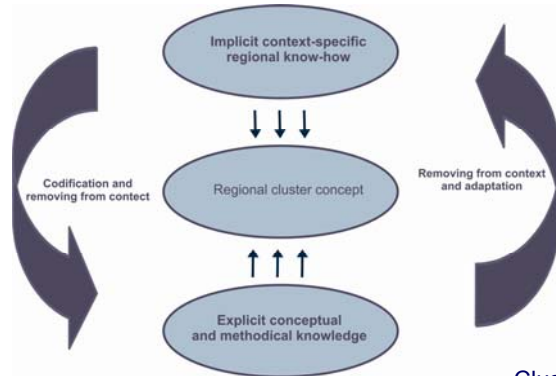 Implicit context-specific
regional know-how
Codification and
removing from contect
Regional cluster concept
Removing from context
and adaptation
Explicit conceptual
and methodical knowledge